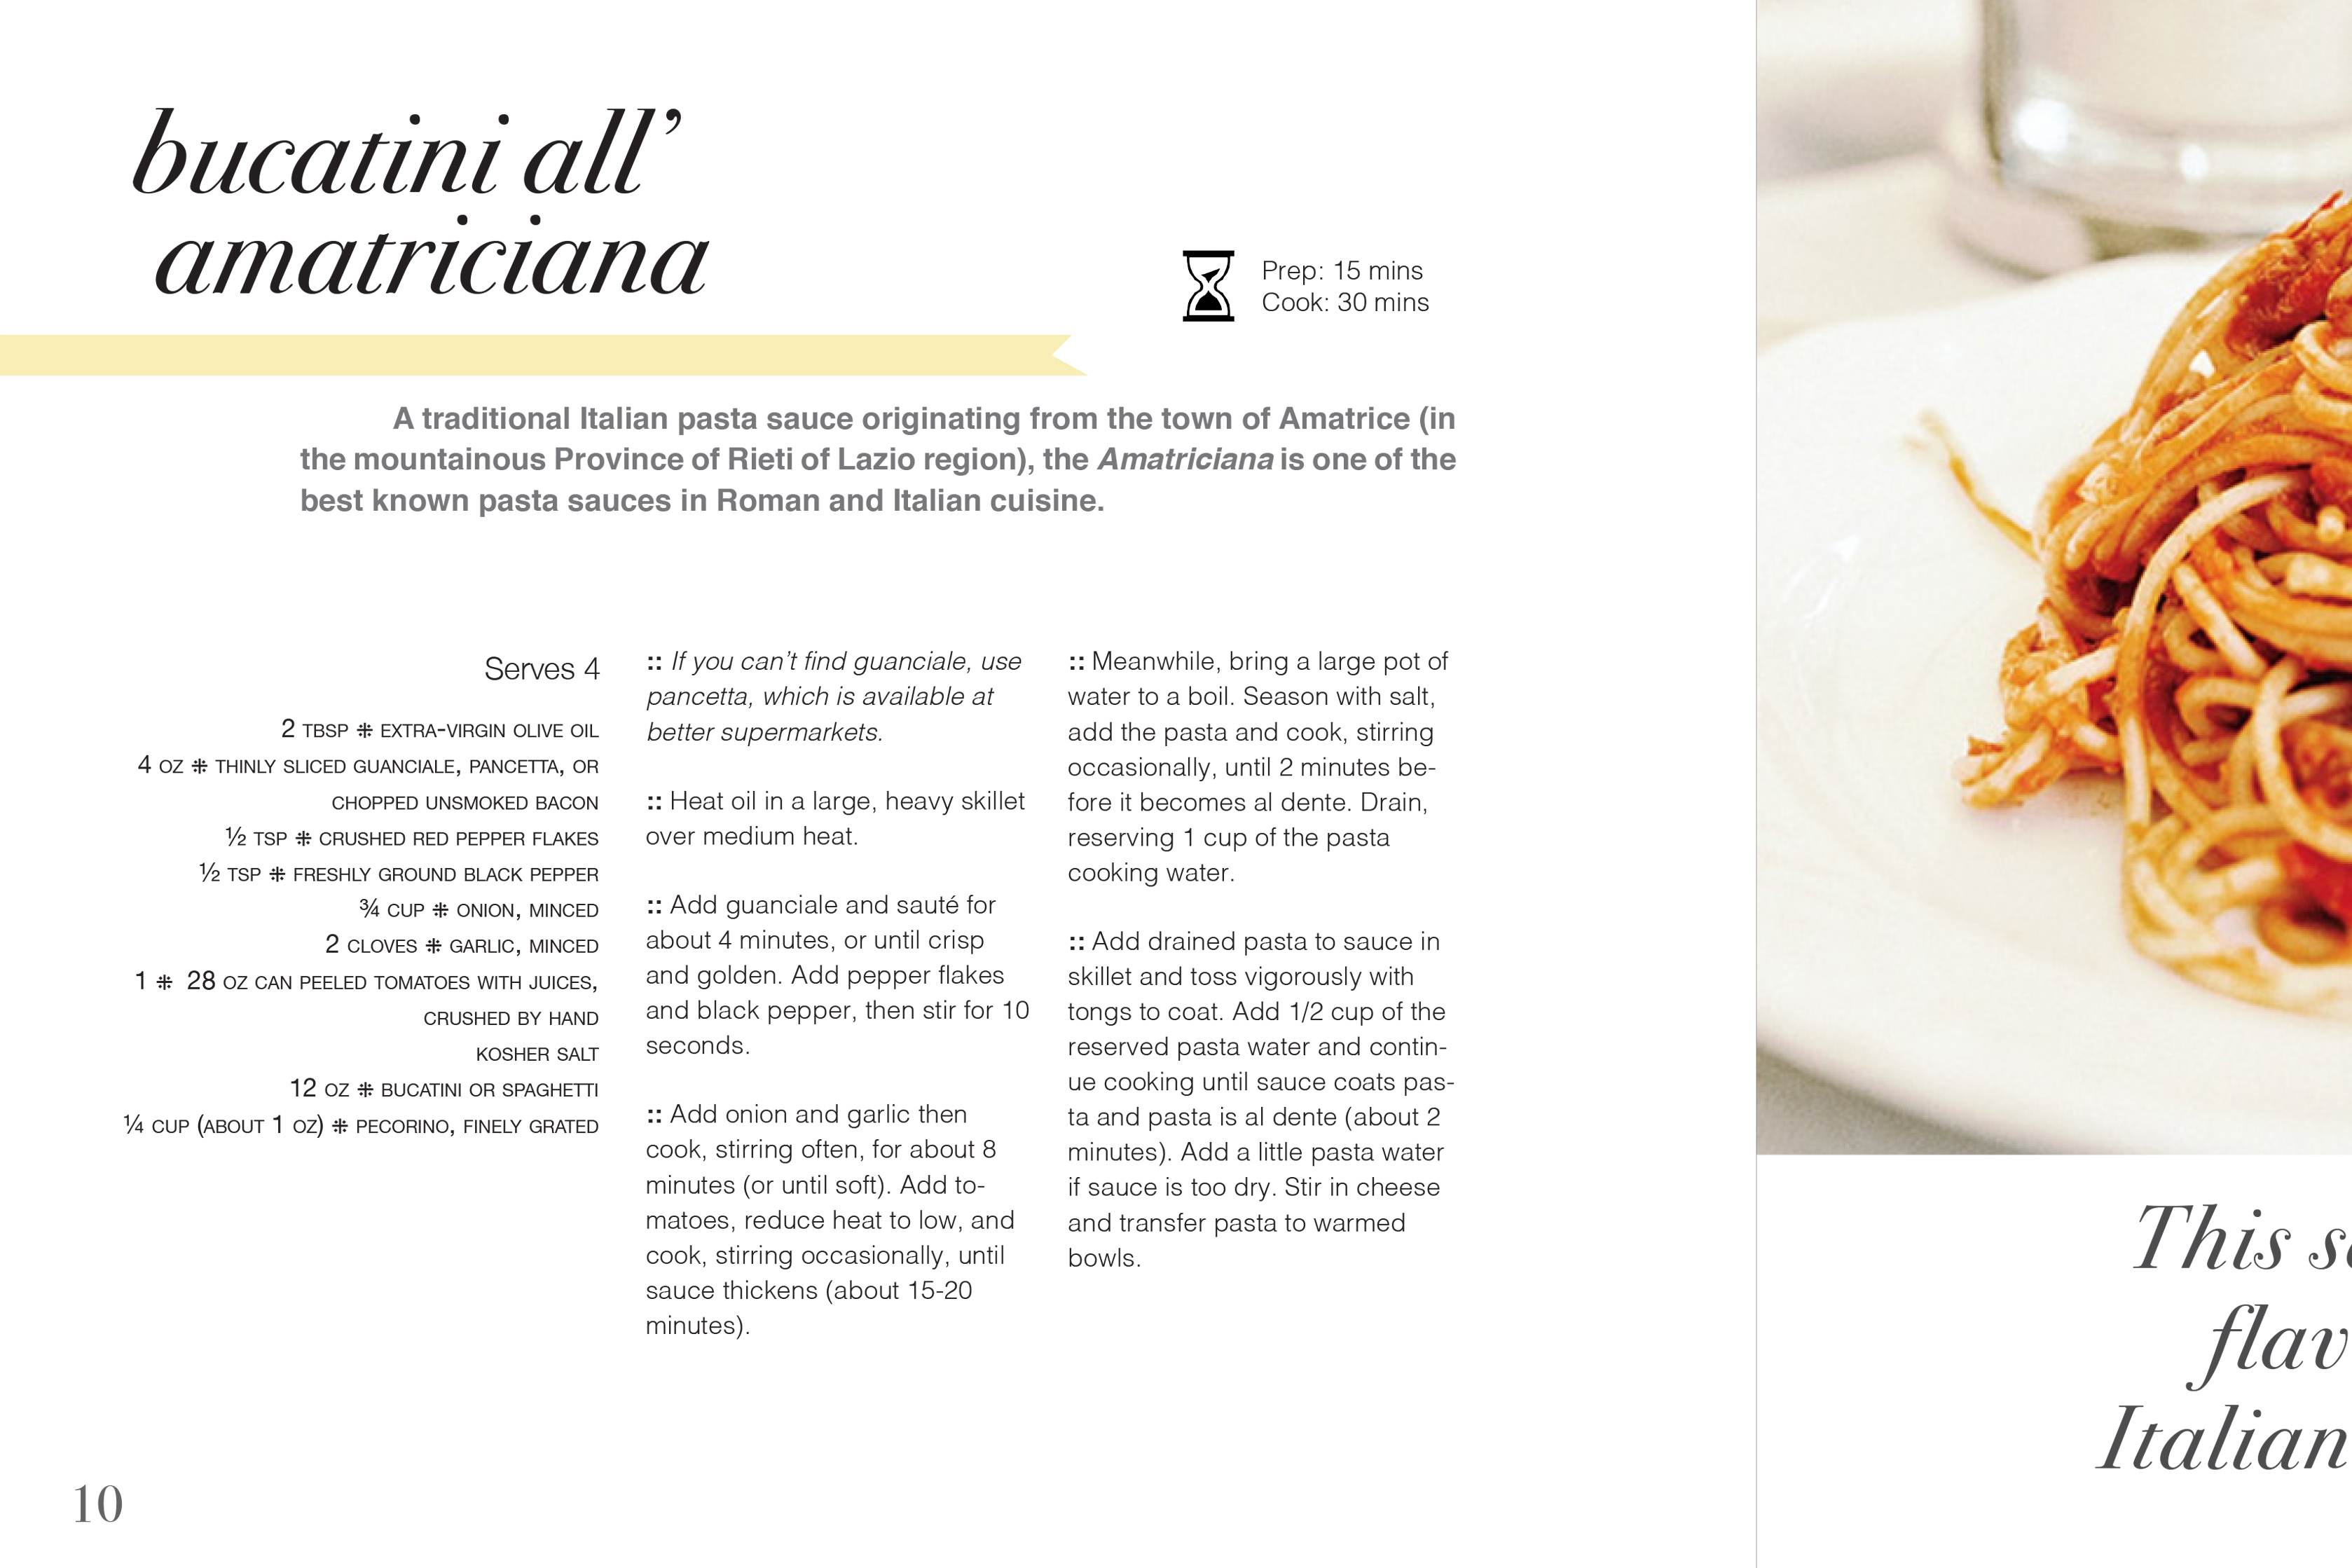 bucatini all’
amatriciana
Prep: 15 mins
Cook: 30 mins
A traditional Italian pasta sauce originating from the town of Amatrice (in
the mountainous Province of Rieti of Lazio region), the Amatriciana is one of the
best known pasta sauces in Roman and Italian cuisine.
Serves 4
2 TBSP ⁜ EXTRA-VIRGIN OLIVE OIL
4 OZ ⁜ THINLY SLICED GUANCIALE, PANCETTA, OR
CHOPPED UNSMOKED BACON
½ TSP ⁜ CRUSHED RED PEPPER FLAKES
½ TSP ⁜ FRESHLY GROUND BLACK PEPPER
¾ CUP ⁜ ONION, MINCED
2 CLOVES ⁜ GARLIC, MINCED
1 ⁜ 28 OZ CAN PEELED TOMATOES WITH JUICES,
CRUSHED BY HAND
KOSHER SALT
12 OZ ⁜ BUCATINI OR SPAGHETTI
¼ CUP (ABOUT 1 OZ) ⁜ PECORINO, FINELY GRATED
:: If you can’t find guanciale, use
pancetta, which is available at
better supermarkets.
:: Heat oil in a large, heavy skillet
over medium heat.
:: Add guanciale and sauté for
about 4 minutes, or until crisp
and golden. Add pepper flakes
and black pepper, then stir for 10
seconds.
:: Add onion and garlic then
cook, stirring often, for about 8
minutes (or until soft). Add to-
matoes, reduce heat to low, and
cook, stirring occasionally, until
sauce thickens (about 15-20
minutes).
:: Meanwhile, bring a large pot of
water to a boil. Season with salt,
add the pasta and cook, stirring
occasionally, until 2 minutes be-
fore it becomes al dente. Drain,
reserving 1 cup of the pasta
cooking water.
:: Add drained pasta to sauce in
skillet and toss vigorously with
tongs to coat. Add 1/2 cup of the
reserved pasta water and contin-
ue cooking until sauce coats pas-
ta and pasta is al dente (about 2
minutes). Add a little pasta water
if sauce is too dry. Stir in cheese
and transfer pasta to warmed
bowls.
10
This
flav
Italian